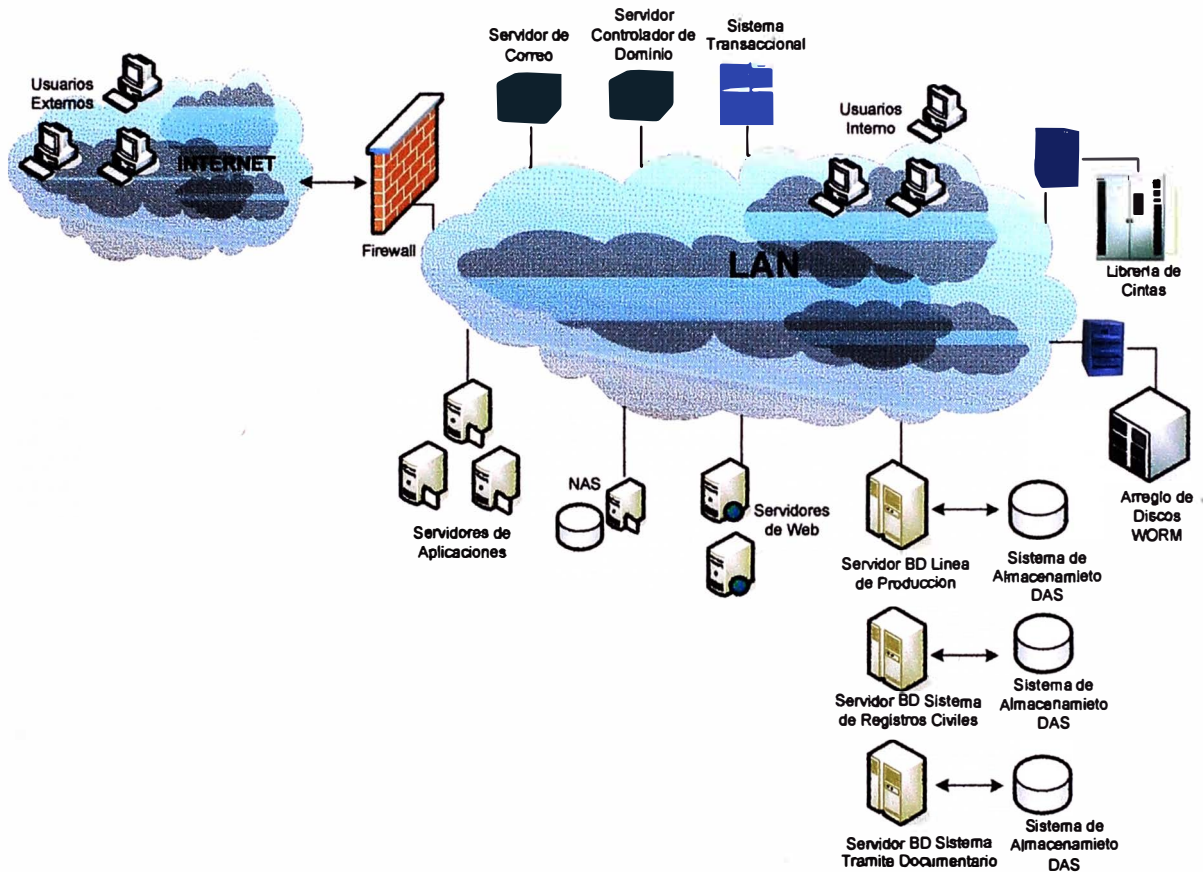 Servidor de
Correo
Servidor
Controlador de
Dominio
Sistema
Transaccional
Usuarios
Externos
INTERNET
Firewall
Usuarios
Interno
LAN
Libreria de
Cintas
Servidores de
Aplicaciones
NAS
Servidores
de Web
Arreglo de
Discos
WORM
Servidor BD Linea
de Produccion
Sistema de
Almacenamieto
DAS
Servidor BD Sistema
de Registros Civiles
Sistema de
Almacenamieto
DAS
Servidor BD Sistema
Tramite Documentario
Sistema de
Almacenamieto
DAS